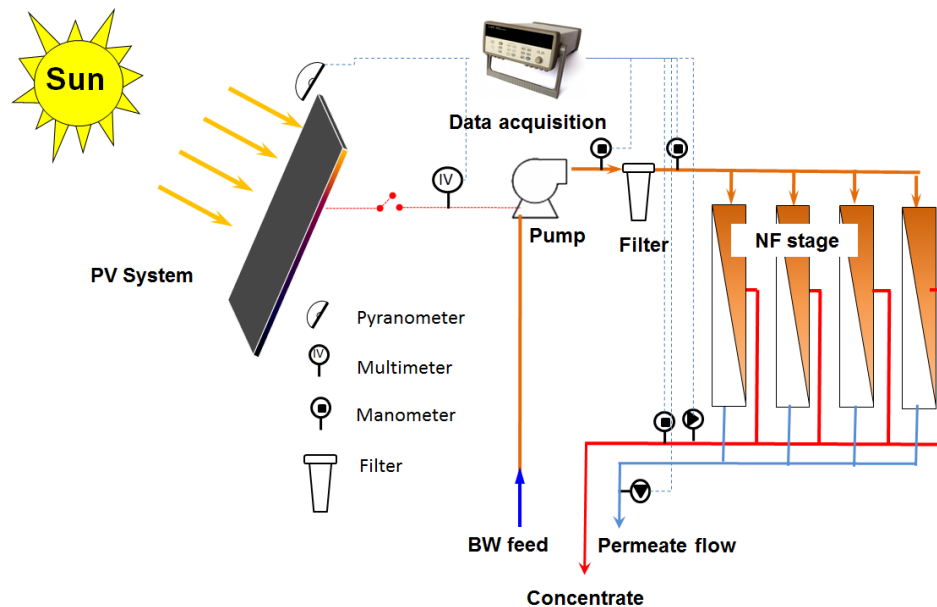 Sun
Data acquisition
IV
Pump
Filter
NF stage
PV System
Pyranometer
IV
Multimeter
Manometer
Filter
BW feed
Permeate flow
Concentrate